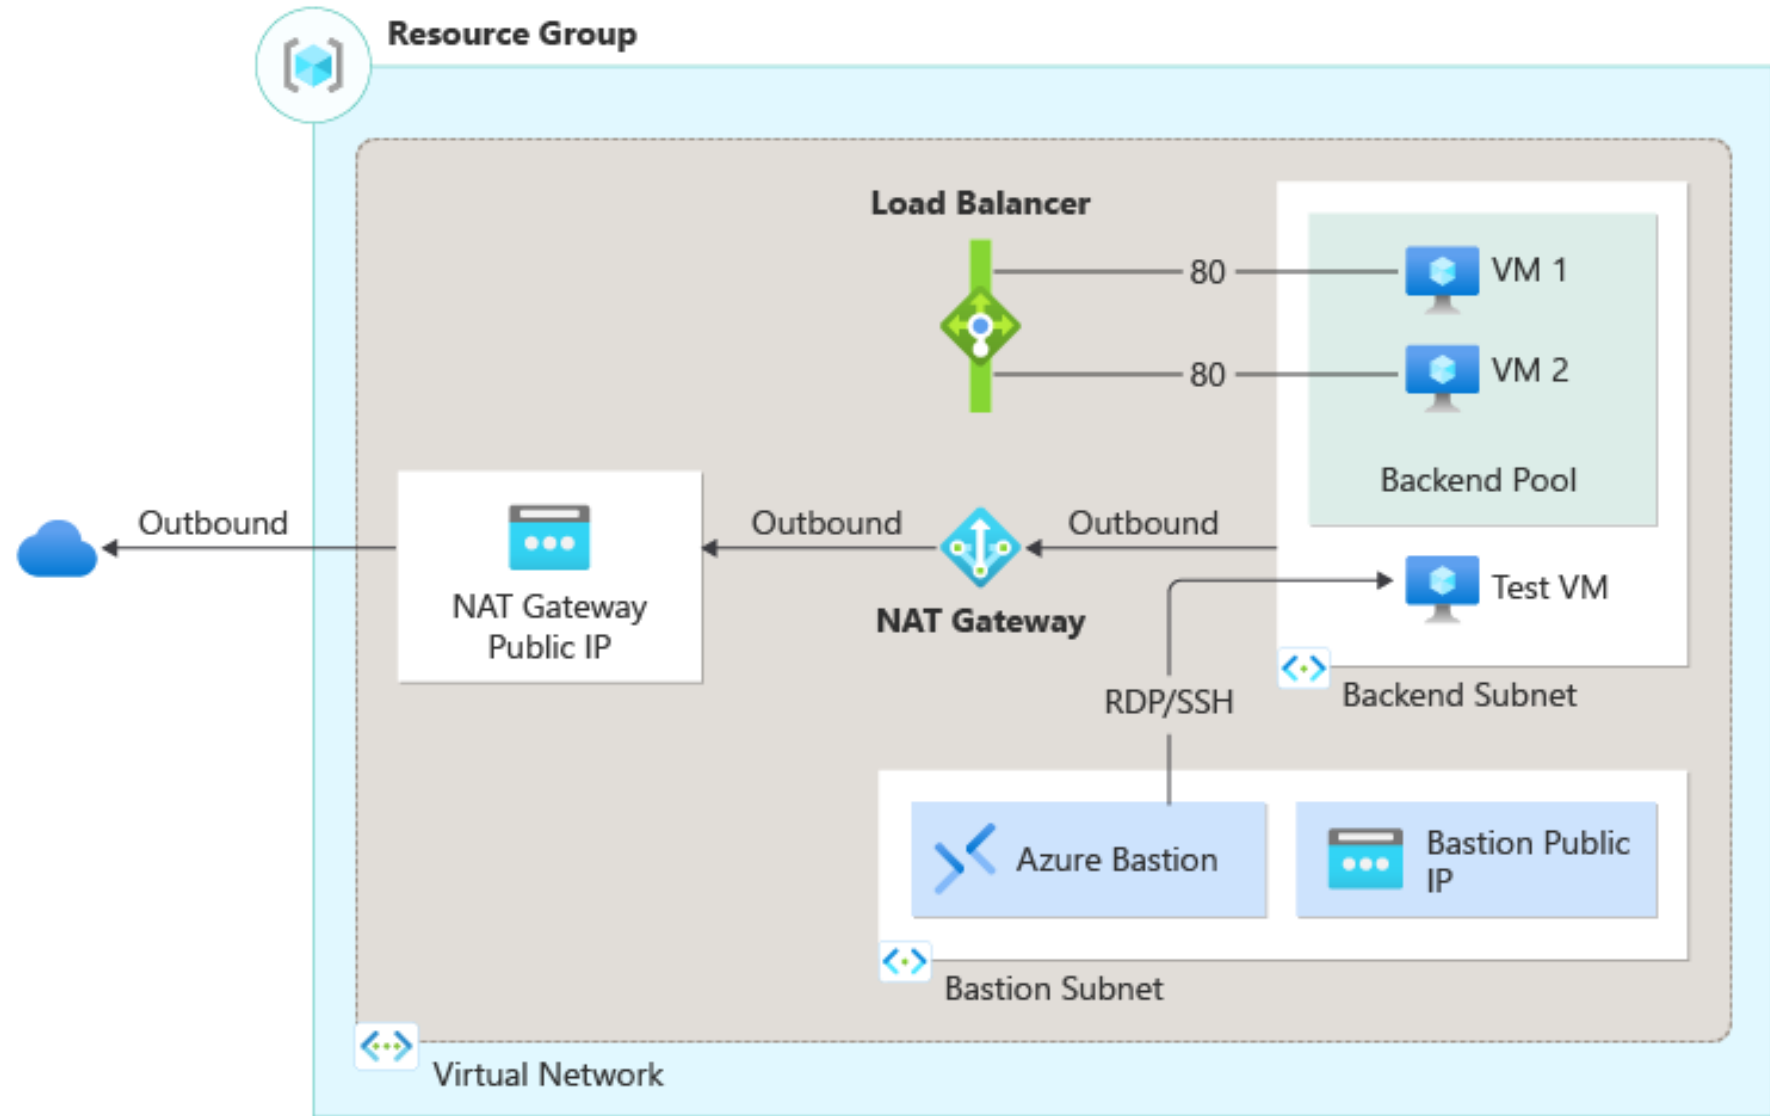 Resource Group
Load Balancer
80
VM 1
80
VM 2
Backend Pool
Outbound
Outbound
Outbound
NAT Gateway
Public IP
NAT Gateway
Test VM
RDP/SSH
Backend Subnet
Azure Bastion
Bastion Public
IP
Bastion Subnet
Virtual Network